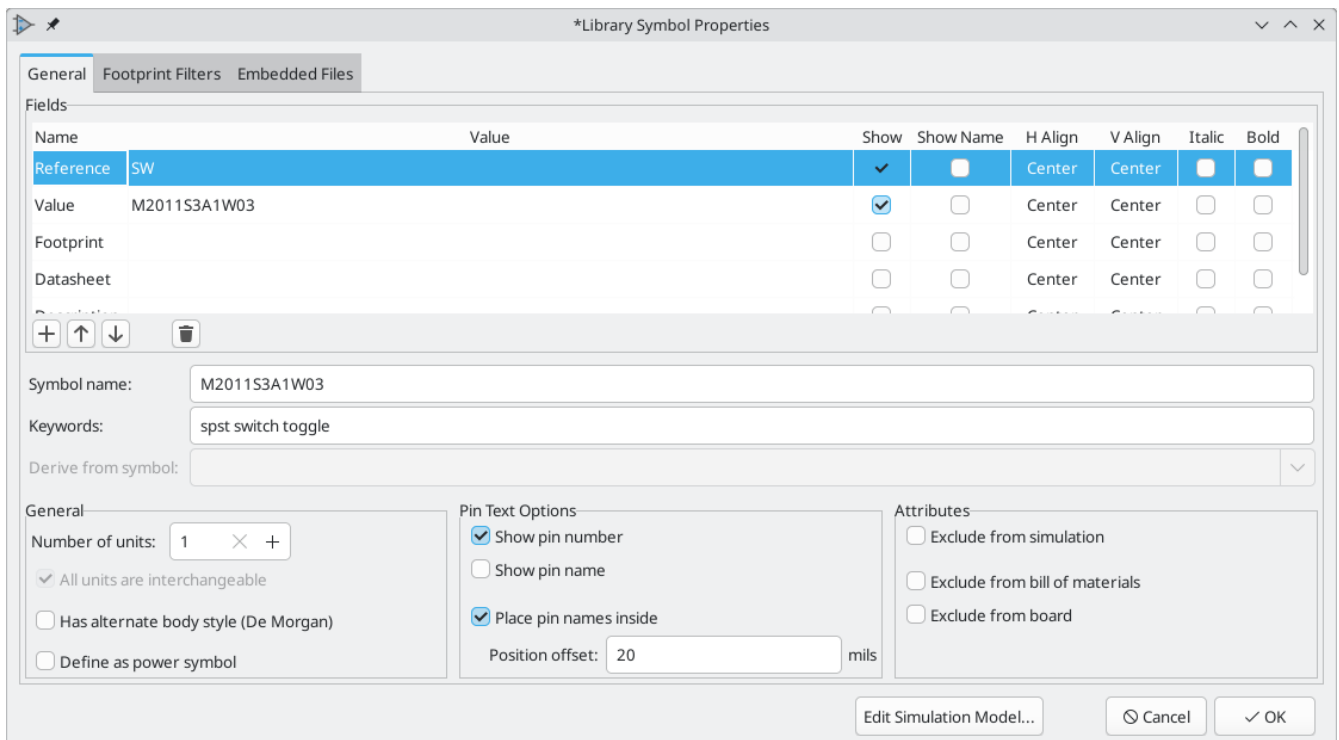 *Library Symbol Properties
General Footprint Filters Embedded Files
Fields
Name Value Show Show Name H Align V Align Italic Bold
Reference SW Center Center
Value M2011S3A1W03 Center Center
Footprint Center Center
Datasheet Center Center
Description Center Center
Symbol name: M2011S3A1W03
Keywords: spst switch toggle
Derive from symbol:
General Pin Text Options Attributes
Number of units: 1 Show pin number Exclude from simulation
All units are interchangeable Show pin name Exclude from bill of materials
Has alternate body style (De Morgan) Place pin names inside Exclude from board
Define as power symbol Position offset: 20 mils
Edit Simulation Model... Cancel OK